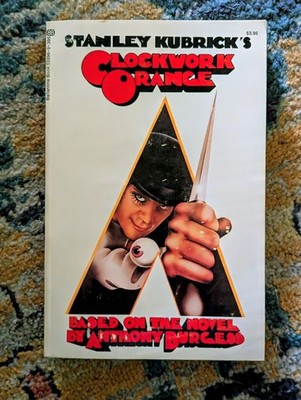 STANLEY KUBRICK'S
$3.95
CLOCKWORK
ORANGE
BASED ON THE NOVEL
BY ANTHONY BURGESS